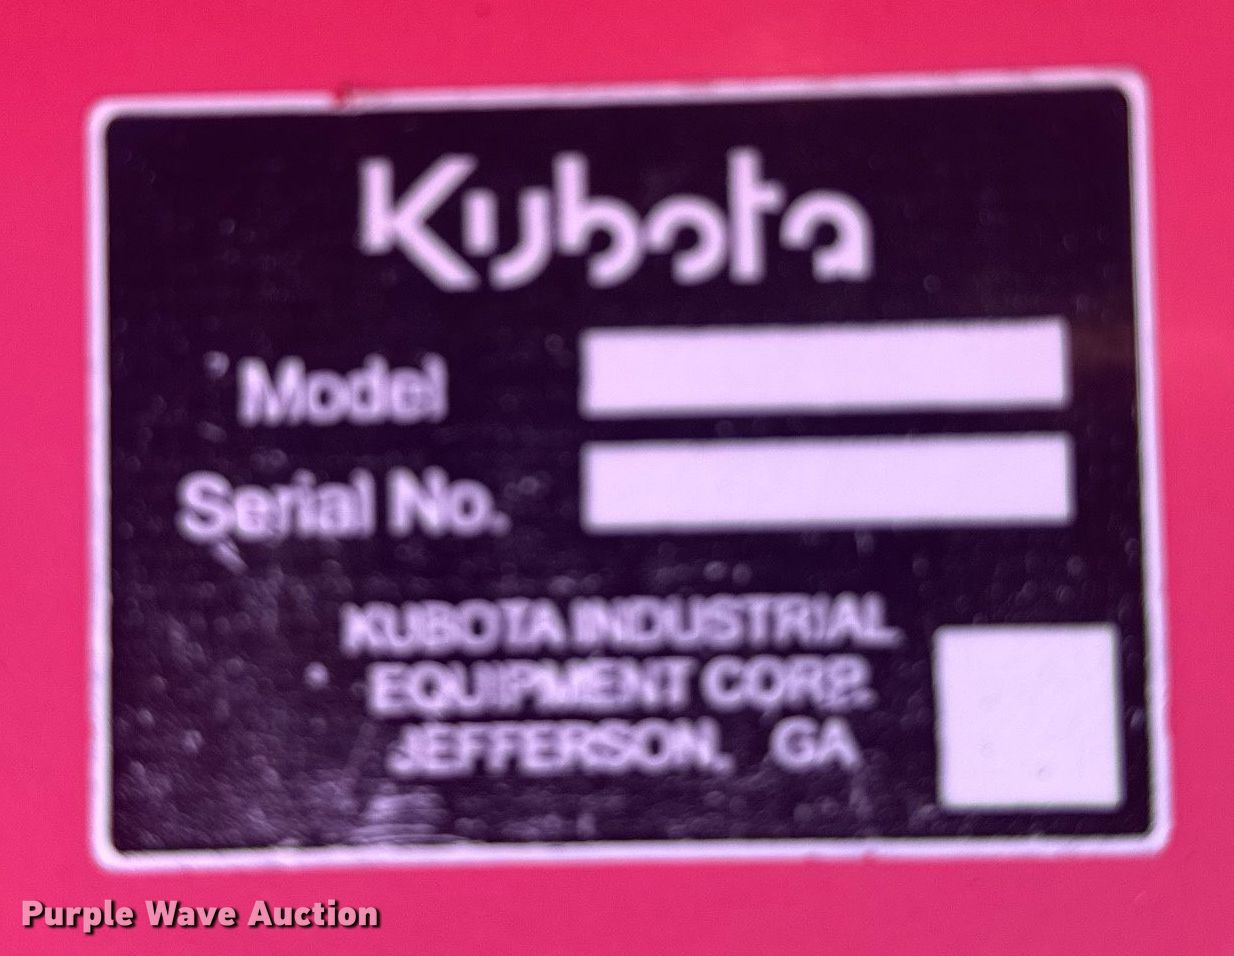 Kubota
Model
Serial No.
KUBOTA INDUSTRIAL
EQUIPMENT CORP.
JEFFERSON, GA
Purple Wave Auction